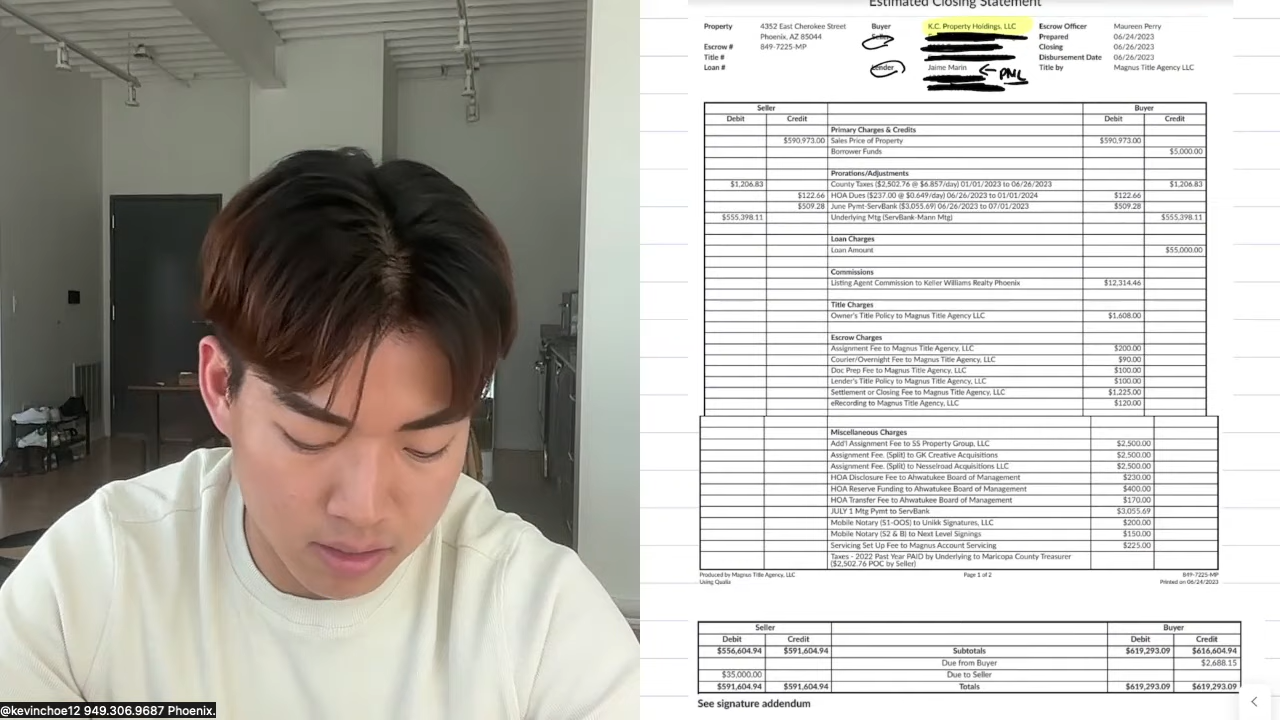 Estimated Closing Statement
Property 4352 East Cherokee Street Buyer K.C. Property Holdings, LLC Escrow Officer Maureen Perry
Phoenix, AZ 85044 Seller Prepared 06/24/2023
Escrow # 849-7225-MP Closing 06/26/2023
Title # Disbursement Date 06/26/2023
Loan # Lender Jaime Marin ← PML Title by Magnus Title Agency LLC
Seller Buyer
Debit Credit Debit Credit
Primary Charges & Credits
$590,973.00 Sales Price of Property $590,973.00
Borrower Funds $5,000.00
Prorations/Adjustments
$1,206.83 County Taxes ($2,502.76 @ $6.857/day) 01/01/2023 to 06/26/2023 $1,206.83
$122.66 HOA Dues ($237.00 @ $0.649/day) 06/26/2023 to 01/01/2024 $122.66
$509.28 June Pymt-ServBank ($3,055.69) 06/26/2023 to 07/01/2023 $509.28
$555,398.11 Underlying Mtg (ServBank-Mann Mtg) $555,398.11
Loan Charges
Loan Amount $55,000.00
Commissions
Listing Agent Commission to Keller Williams Realty Phoenix $12,314.46
Title Charges
Owner's Title Policy to Magnus Title Agency LLC $1,608.00
Escrow Charges
Assignment Fee to Magnus Title Agency, LLC $200.00
Courier/Overnight Fee to Magnus Title Agency, LLC $90.00
Doc Prep Fee to Magnus Title Agency, LLC $100.00
Lender's Title Policy to Magnus Title Agency, LLC $100.00
Settlement or Closing Fee to Magnus Title Agency, LLC $1,225.00
eRecording to Magnus Title Agency, LLC $120.00
Miscellaneous Charges
Add'l Assignment Fee to SS Property Group, LLC $2,500.00
Assignment Fee. (Split) to GK Creative Acquisitions $2,500.00
Assignment Fee. (Split) to Nesselroad Acquisitions LLC $2,500.00
HOA Disclosure Fee to Ahwatukee Board of Management $230.00
HOA Reserve Funding to Ahwatukee Board of Management $400.00
HOA Transfer Fee to Ahwatukee Board of Management $170.00
JULY 1 Mtg Pymt to ServBank $3,055.69
Mobile Notary (S1-OOS) to Unikk Signatures, LLC $200.00
Mobile Notary (S2 & B) to Next Level Signings $150.00
Servicing Set Up Fee to Magnus Account Servicing $225.00
Taxes - 2022 Past Year PAID by Underlying to Maricopa County Treasurer
($2,502.76 POC by Seller)
Produced by Magnus Title Agency, LLC Page 1 of 2 849-7225-MP
Using Qualia Printed on 06/24/2023
Seller Buyer
Debit Credit Debit Credit
$556,604.94 $591,604.94 Subtotals $619,293.09 $616,604.94
Due from Buyer $2,688.15
$35,000.00 Due to Seller
$591,604.94 $591,604.94 Totals $619,293.09 $619,293.09
See signature addendum
@kevinchoe12 949.306.9687 Phoenix.